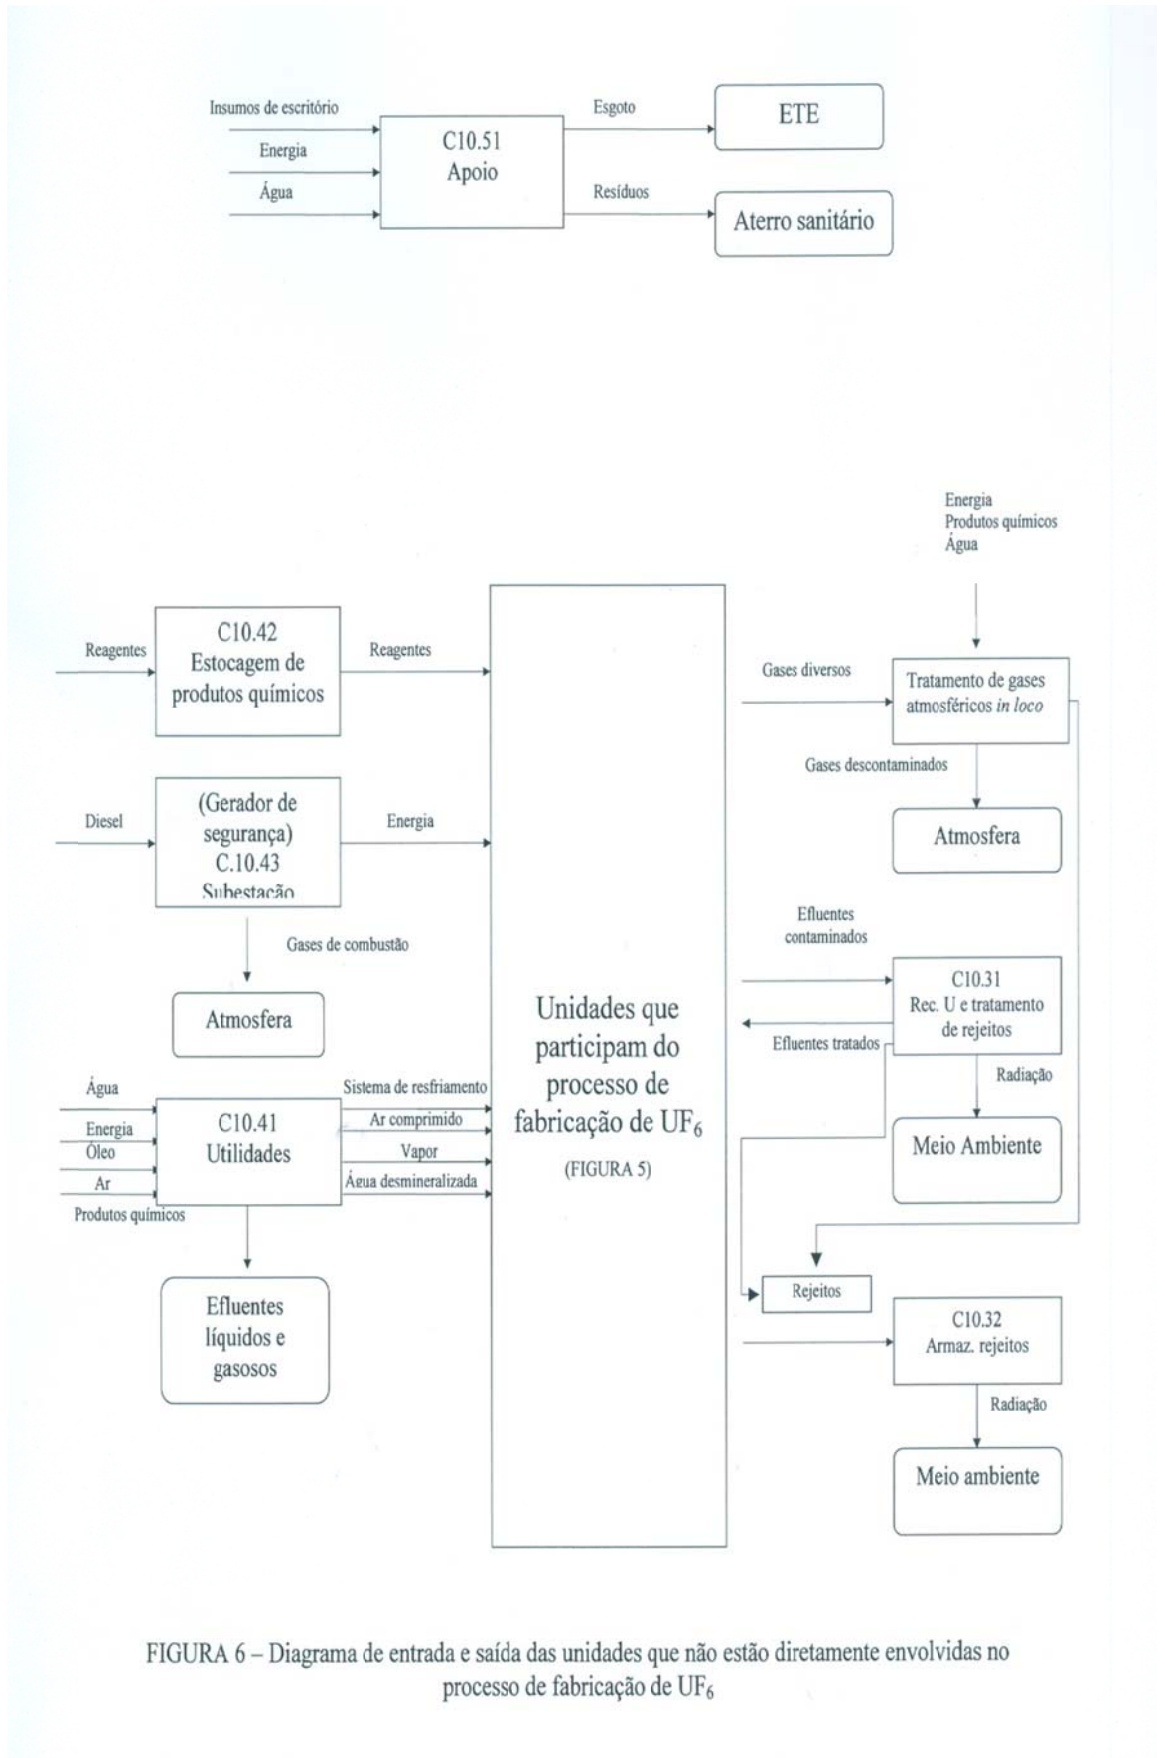 Insumos de escritório
Energia
Água
C10.51
Apoio
Esgoto
Resíduos
ETE
Aterro sanitário
Energia
Produtos químicos
Água
Reagentes
C10.42
Estocagem de
produtos químicos
Reagentes
Diesel
(Gerador de
segurança)
C.10.43
Subestação
Energia
Gases de combustão
Atmosfera
Água
Energia
Óleo
Ar
Produtos químicos
C10.41
Utilidades
Sistema de resfriamento
Ar comprimido
Vapor
Água desmineralizada
Efluentes
líquidos e
gasosos
Unidades que
participam do
processo de
fabricação de UF₆
(FIGURA 5)
Gases diversos
Tratamento de gases
atmosféricos in loco
Gases descontaminados
Atmosfera
Efluentes
contaminados
C10.31
Rec. U e tratamento
de rejeitos
Efluentes tratados
Radiação
Meio Ambiente
Rejeitos
C10.32
Armaz. rejeitos
Radiação
Meio ambiente
FIGURA 6 – Diagrama de entrada e saída das unidades que não estão diretamente envolvidas no
processo de fabricação de UF₆